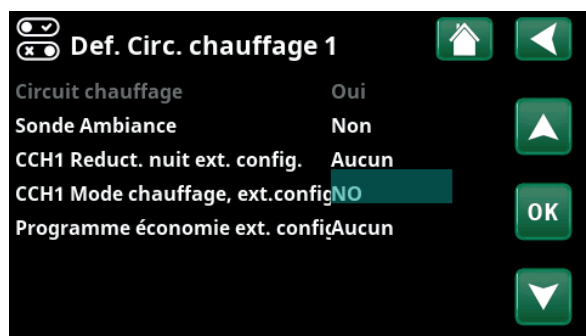 Def. Circ. chauffage 1
Circuit chauffage Oui
Sonde Ambiance Non
CCH1 Reduct. nuit ext. config. Aucun
CCH1 Mode chauffage, ext.config NO
OK
Programme économie ext. config Aucun